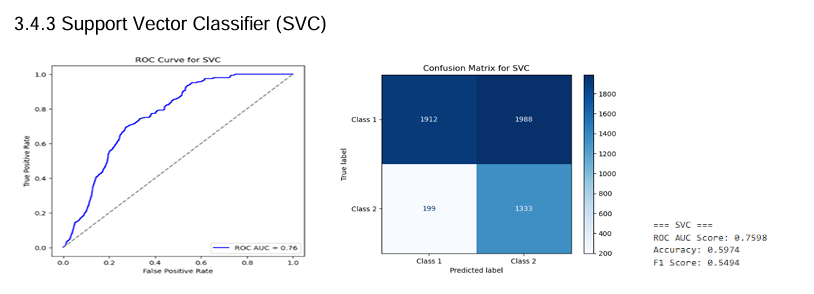 3.4.3 Support Vector Classifier (SVC)
ROC Curve for SVC
1.0
0.8
0.6
0.4
0.2
0.0
True Positive Rate
ROC AUC = 0.76
0.0 0.2 0.4 0.6 0.8 1.0
False Positive Rate
Confusion Matrix for SVC
Class 1
Class 2
True label
1912 1988
199 1333
Class 1 Class 2
Predicted label
1800
1600
1400
1200
1000
800
600
400
200
=== SVC ===
ROC AUC Score: 0.7598
Accuracy: 0.5974
F1 Score: 0.5494